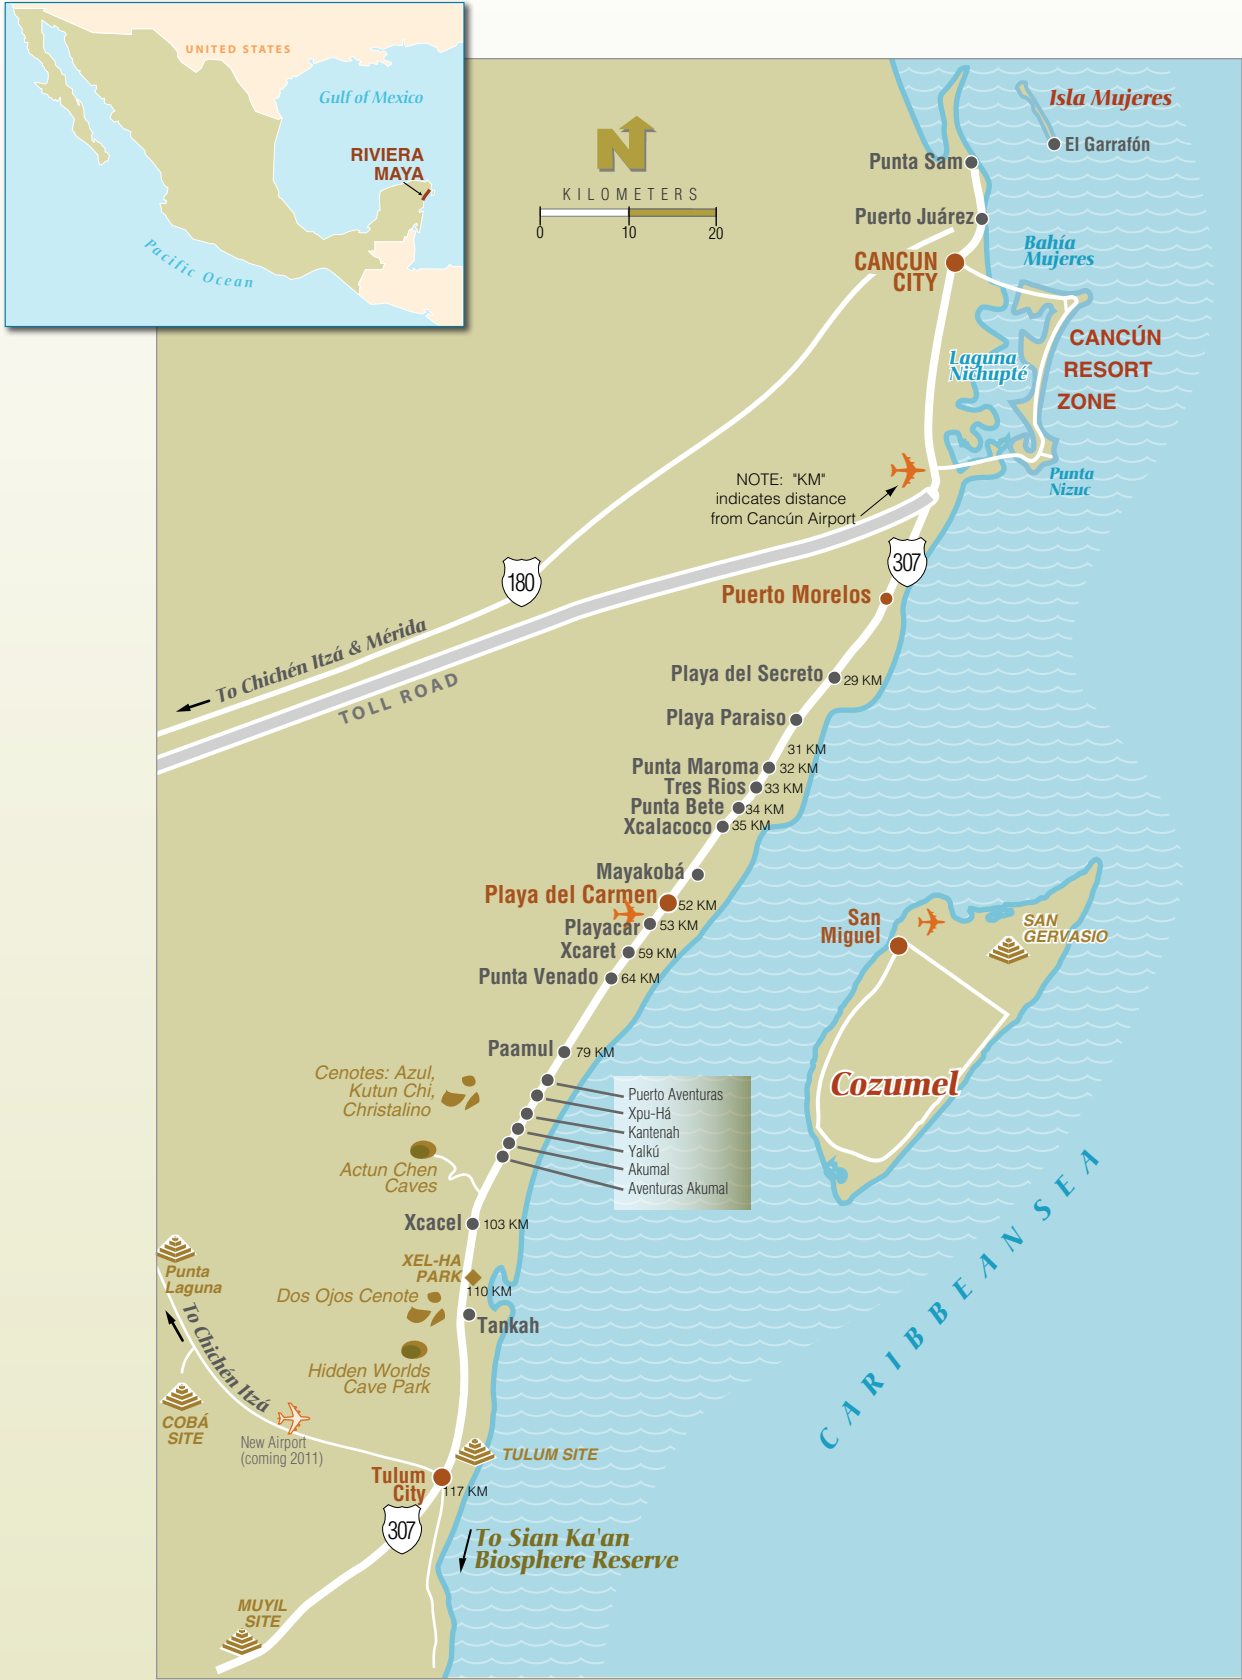 UNITED STATES
Gulf of Mexico
RIVIERA
MAYA
Pacific Ocean
N
KILOMETERS
0 10 20
Isla Mujeres
El Garrafón
Punta Sam
Puerto Juárez
Bahía
Mujeres
CANCUN
CITY
CANCÚN
RESORT
ZONE
Laguna
Nichupté
Punta
Nizuc
NOTE: "KM"
indicates distance
from Cancún Airport
307
180
Puerto Morelos
To Chichén Itzá & Mérida
TOLL ROAD
Playa del Secreto 29 KM
Playa Paraiso
31 KM
Punta Maroma 32 KM
Tres Rios 33 KM
Punta Bete 34 KM
Xcalacoco 35 KM
Mayakobá
Playa del Carmen 52 KM
Playacar 53 KM
Xcaret 59 KM
Punta Venado 64 KM
San
Miguel
SAN
GERVASIO
Cozumel
Paamul 79 KM
Cenotes: Azul,
Kutun Chi,
Christalino
Puerto Aventuras
Xpu-Há
Kantenah
Yalkú
Akumal
Aventuras Akumal
Actun Chen
Caves
Xcacel 103 KM
CARIBBEAN SEA
XEL-HA
PARK
110 KM
Punta
Laguna
Dos Ojos Cenote
Tankah
To Chichén Itzá
Hidden Worlds
Cave Park
COBÁ
SITE
New Airport
(coming 2011)
TULUM SITE
Tulum
City
117 KM
307
To Sian Ka'an
Biosphere Reserve
MUYIL
SITE